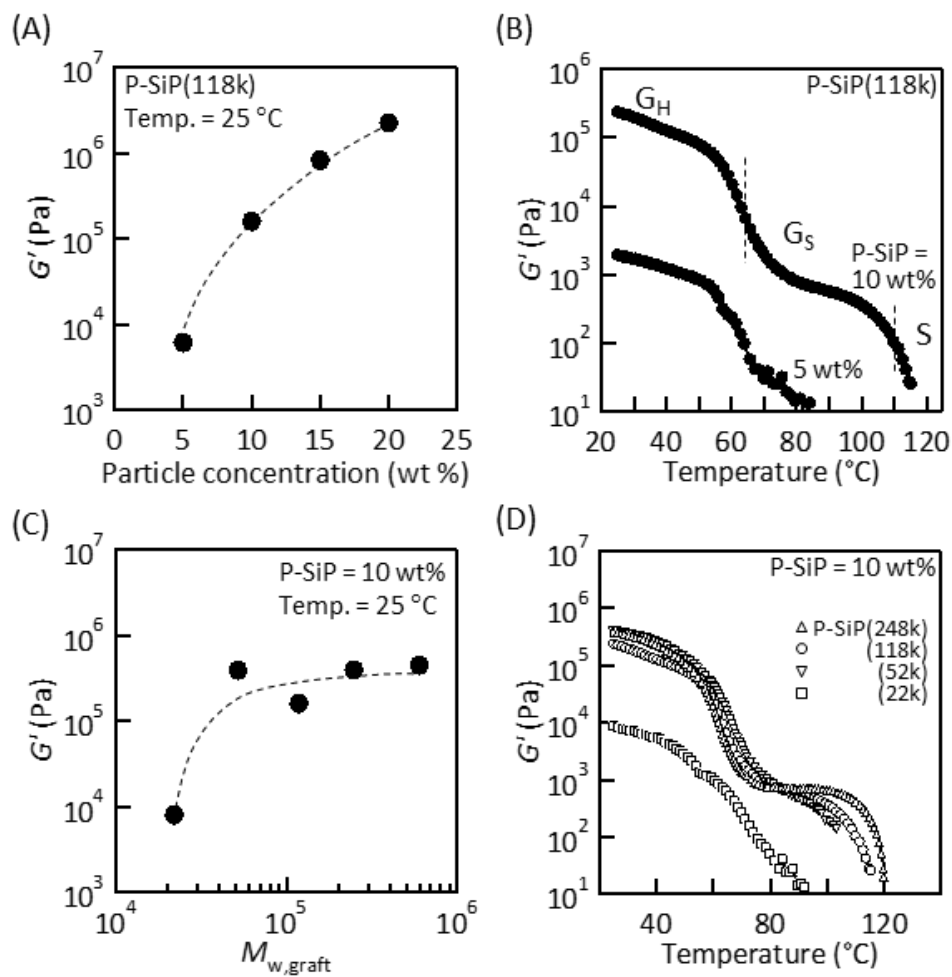 (A)
P-SiP(118k)
Temp. = 25 °C
G' (Pa)
10^7
10^6
10^5
10^4
10^3
0 5 10 15 20 25
Particle concentration (wt %)
(B)
P-SiP(118k)
G_H
G_S
P-SiP =
10 wt%
S
5 wt%
G' (Pa)
10^6
10^5
10^4
10^3
10^2
10^1
20 40 60 80 100 120
Temperature (°C)
(C)
P-SiP = 10 wt%
Temp. = 25 °C
G' (Pa)
10^7
10^6
10^5
10^4
10^3
10^4 10^5 10^6
M_w,graft
(D)
P-SiP = 10 wt%
P-SiP(248k)
(118k)
(52k)
(22k)
G' (Pa)
10^7
10^6
10^5
10^4
10^3
10^2
10^1
40 80 120
Temperature (°C)